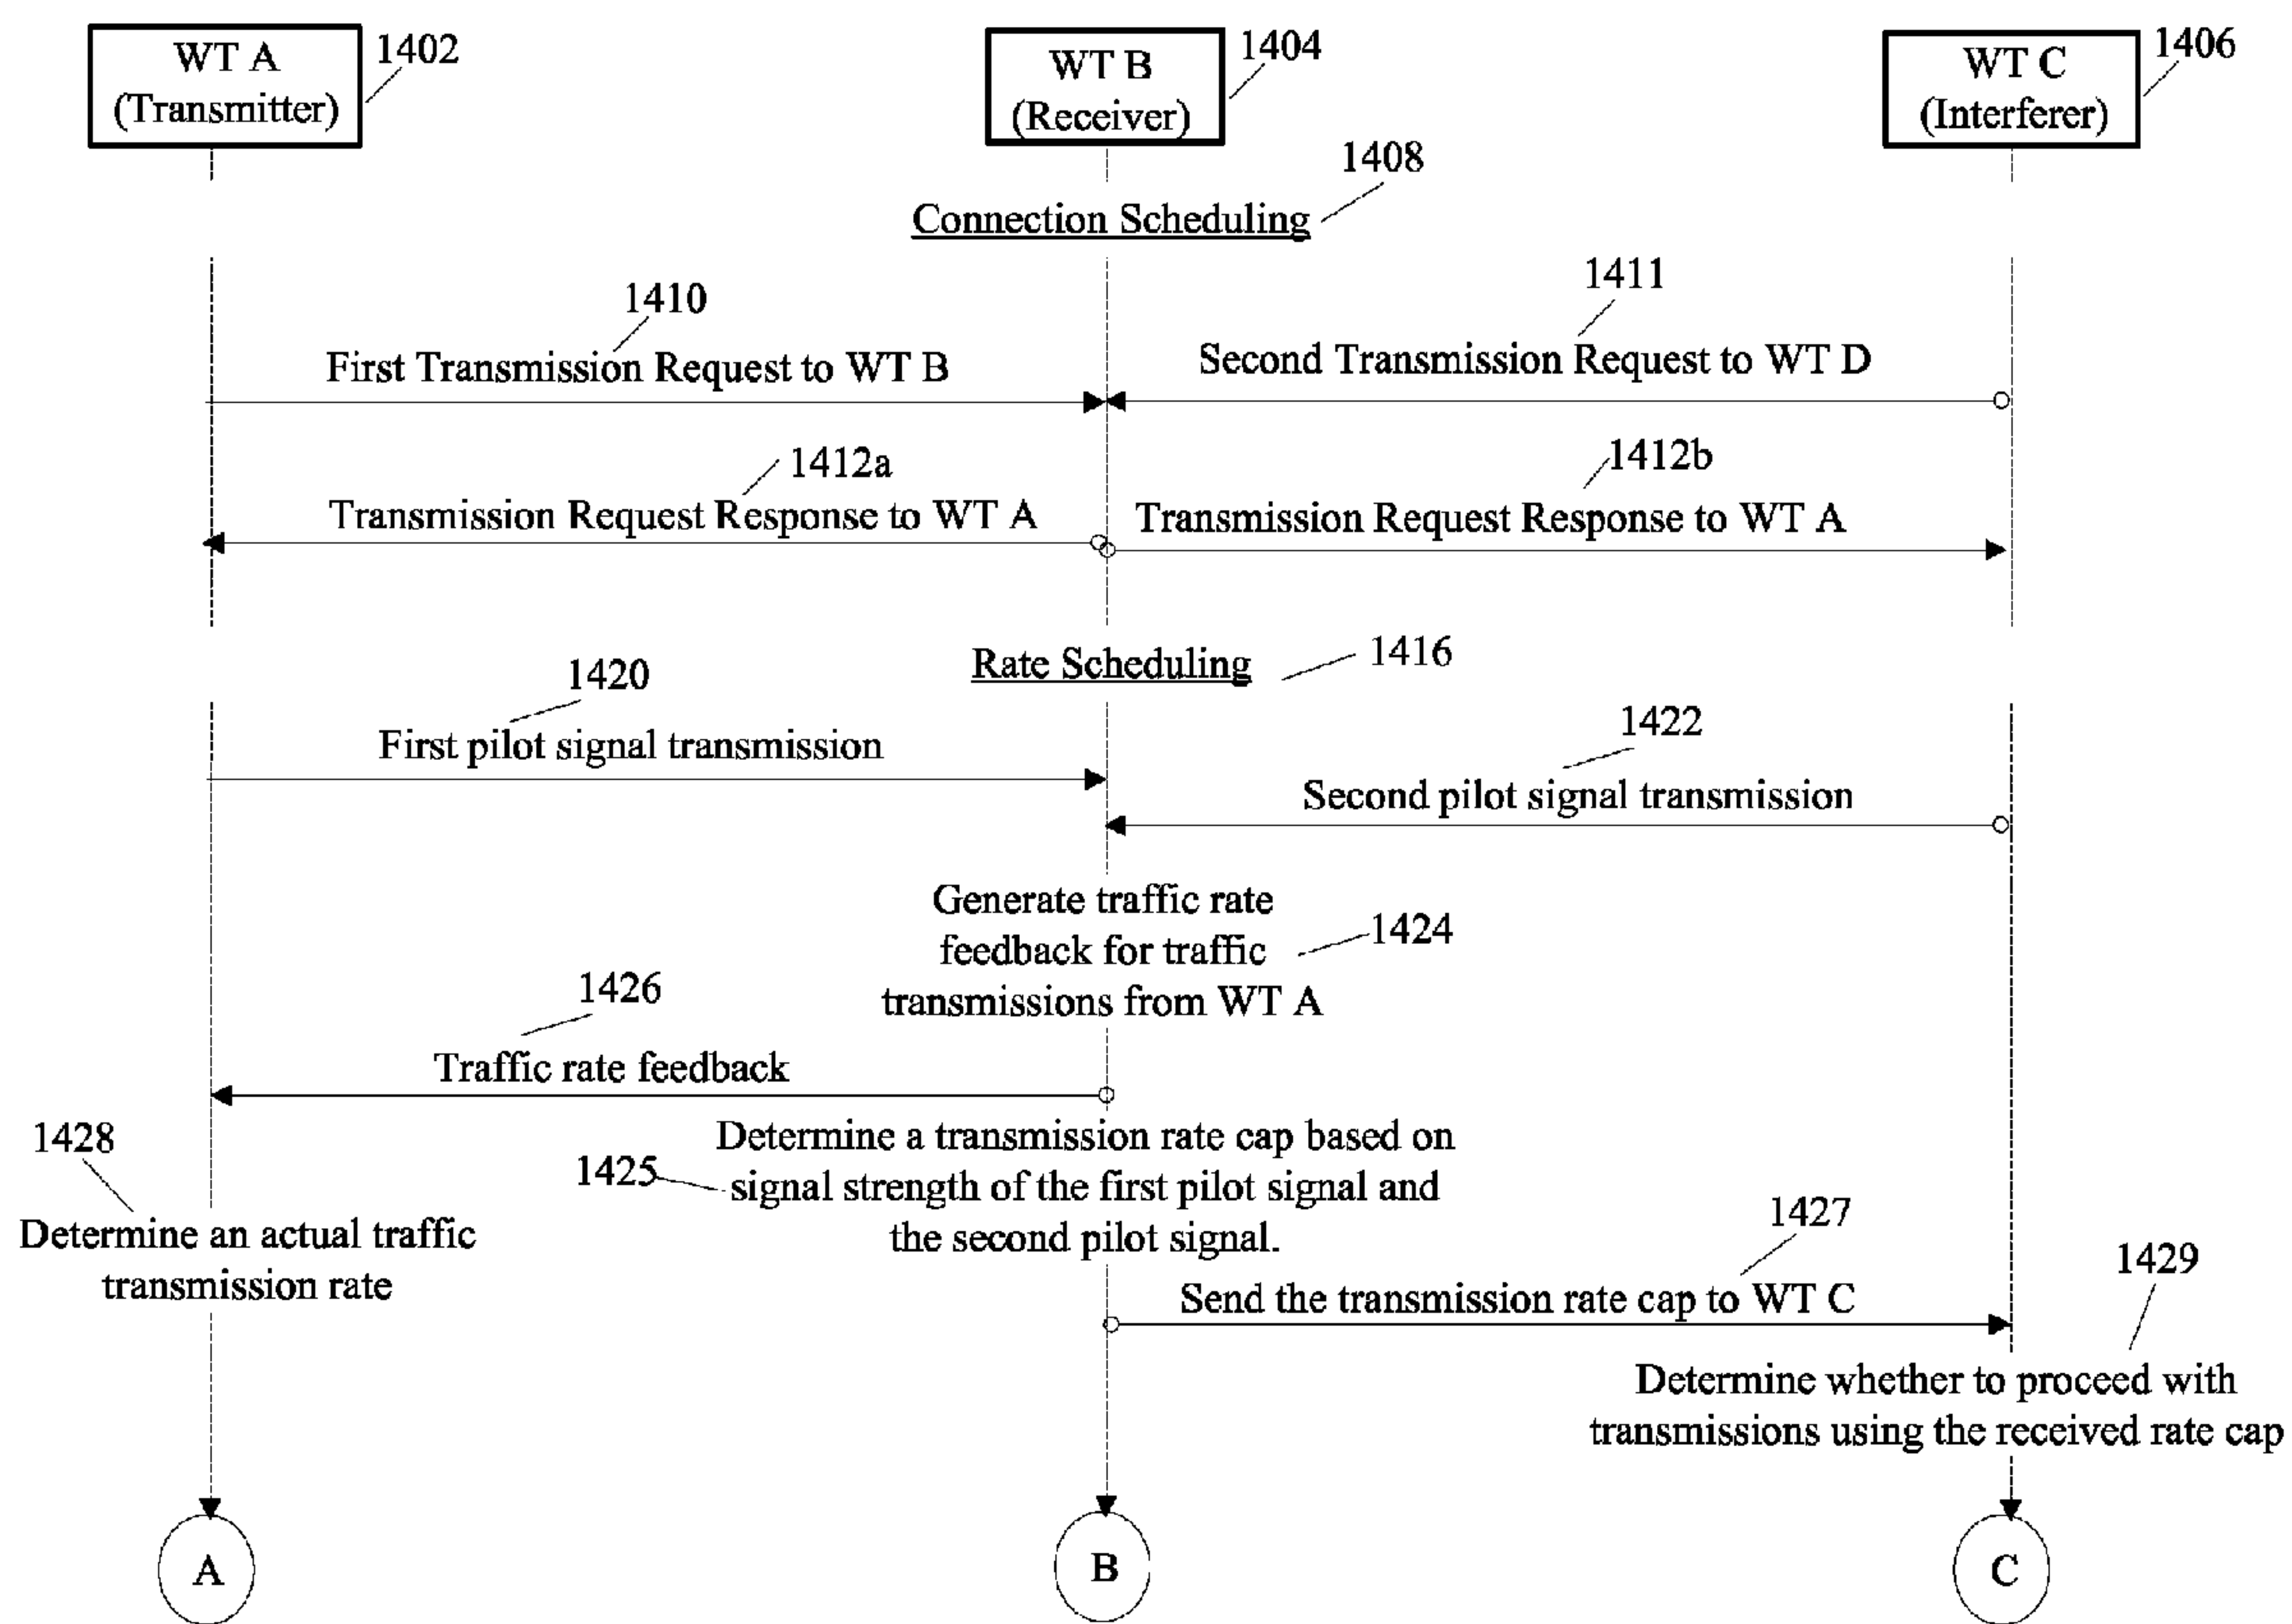 WT A
(Transmitter)
1402
WT B
(Receiver)
1404
WT C
(Interferer)
1406
1408
Connection Scheduling
1410
First Transmission Request to WT B
1411
Second Transmission Request to WT D
1412a
Transmission Request Response to WT A
1412b
Transmission Request Response to WT A
Rate Scheduling
1416
1420
First pilot signal transmission
1422
Second pilot signal transmission
Generate traffic rate
feedback for traffic
transmissions from WT A
1424
1426
Traffic rate feedback
1428
Determine an actual traffic
transmission rate
1425
Determine a transmission rate cap based on
signal strength of the first pilot signal and
the second pilot signal.
1427
Send the transmission rate cap to WT C
1429
Determine whether to proceed with
transmissions using the received rate cap
A
B
C